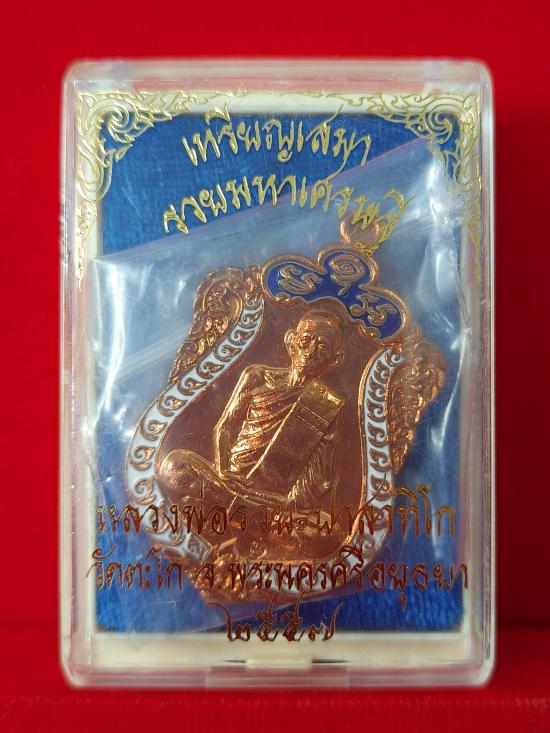 เหรียญเสมา
รวยมหาเศรษฐี
หลวงพ่อรวย ปาสาทิโก
วัดตะโก จ.พระนครศรีอยุธยา
๒๕๕๗